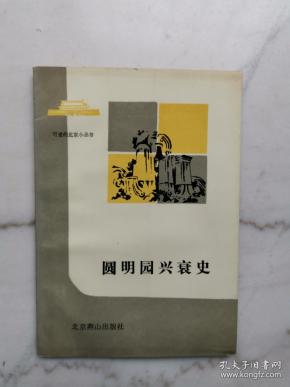 可爱的北京小丛书
圆明园兴衰史
北京燕山出版社
孔夫子旧书网